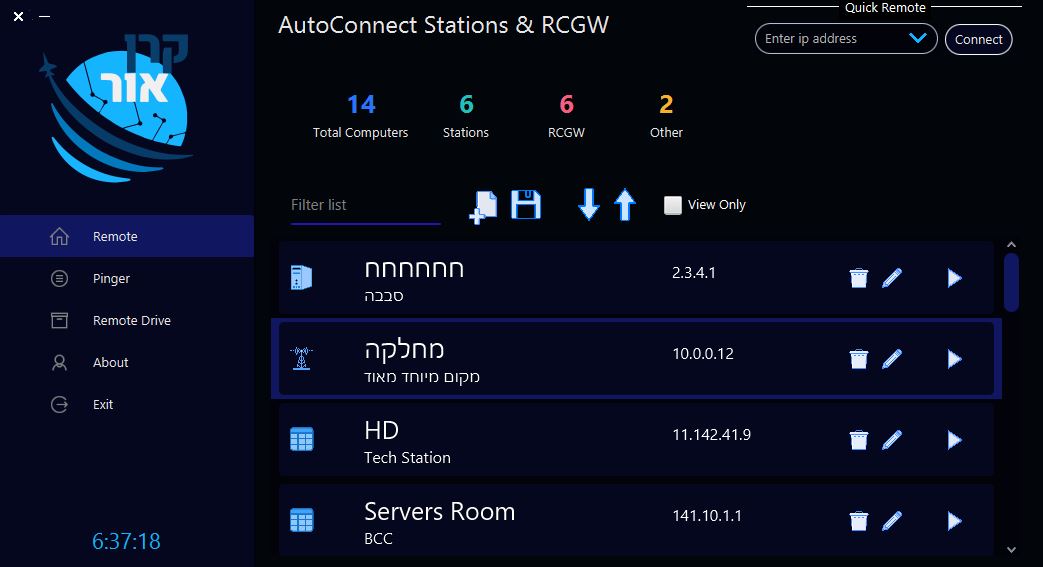 קרן
אור
Remote
Pinger
Remote Drive
About
Exit
6:37:18
AutoConnect Stations & RCGW
Quick Remote
Enter ip address
Connect
14
Total Computers
6
Stations
6
RCGW
2
Other
Filter list
View Only
חחחחחח
סבבה
2.3.4.1
מחלקה
מקום מיוחד מאוד
10.0.0.12
HD
Tech Station
11.142.41.9
Servers Room
BCC
141.10.1.1